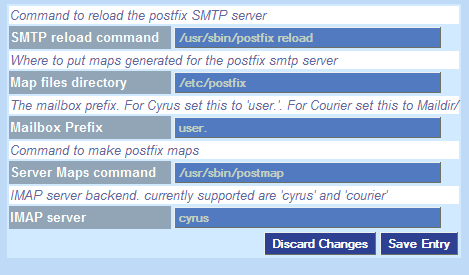 Command to reload the postfix SMTP server
SMTP reload command /usr/sbin/postfix reload
Where to put maps generated for the postfix smtp server
Map files directory /etc/postfix
The mailbox prefix. For Cyrus set this to 'user.'. For Courier set this to Maildir/
Mailbox Prefix user.
Command to make postfix maps
Server Maps command /usr/sbin/postmap
IMAP server backend. currently supported are 'cyrus' and 'courier'
IMAP server cyrus
Discard Changes Save Entry